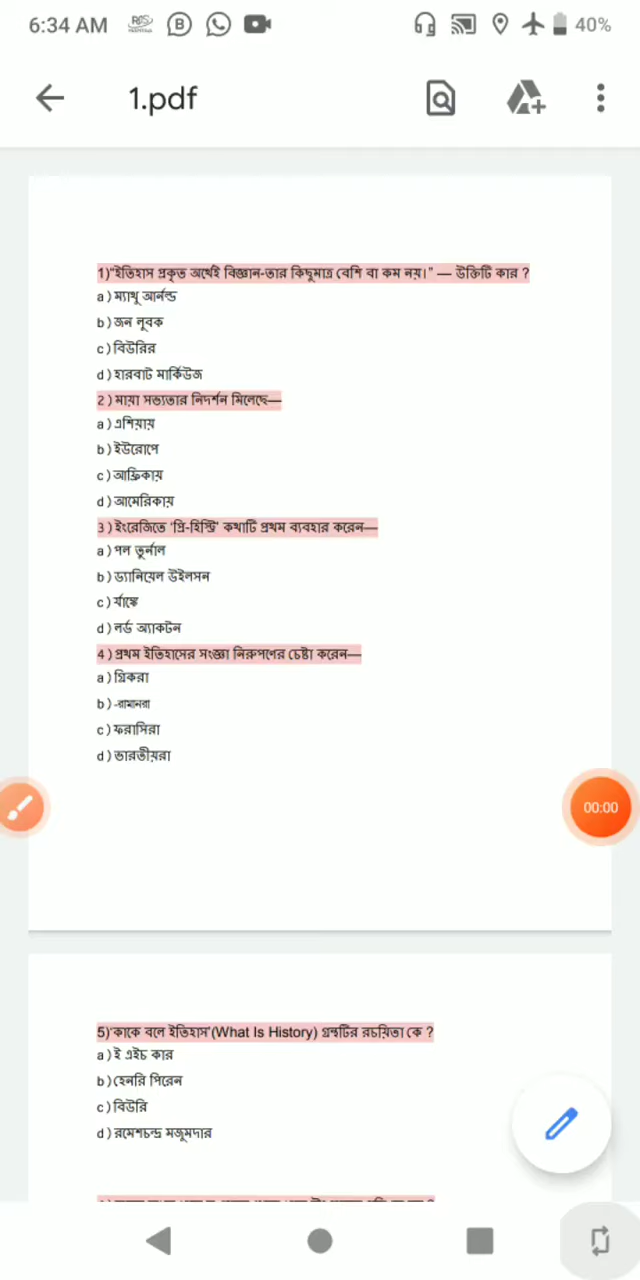 6:34 AM
40%
1.pdf
1)"ইতিহাস প্রকৃত অর্থেই বিজ্ঞান-তার কিছুমাত্র বেশি বা কম নয়।" — উক্তিটি কার ?
a ) ম্যাথু আর্নল্ড
b ) জন লুবক
c ) বিউরির
d ) হারবার্ট মার্কিউজ
2 ) মায়া সভ্যতার নিদর্শন মিলেছে—
a ) এশিয়ায়
b ) ইউরোপে
c ) আফ্রিকায়
d ) আমেরিকায়
3 ) ইংরেজিতে 'প্রি-হিস্ট্রি' কথাটি প্রথম ব্যবহার করেন—
a ) পল তুর্নাল
b ) ড্যানিয়েল উইলসন
c ) র্যাঙ্কে
d ) লর্ড অ্যাকটন
4 ) প্রথম ইতিহাসের সংজ্ঞা নিরুপণের চেষ্টা করেন—
a ) গ্রিকরা
b ) -রামানরা
c ) ফরাসিরা
d ) ভারতীয়রা
00:00
5)'কাকে বলে ইতিহাস'(What Is History) গ্রন্থটির রচয়িতা কে ?
a ) ই এইচ কার
b ) হেনরি পিরেন
c ) বিউরি
d ) রমেশচন্দ্র মজুমদার